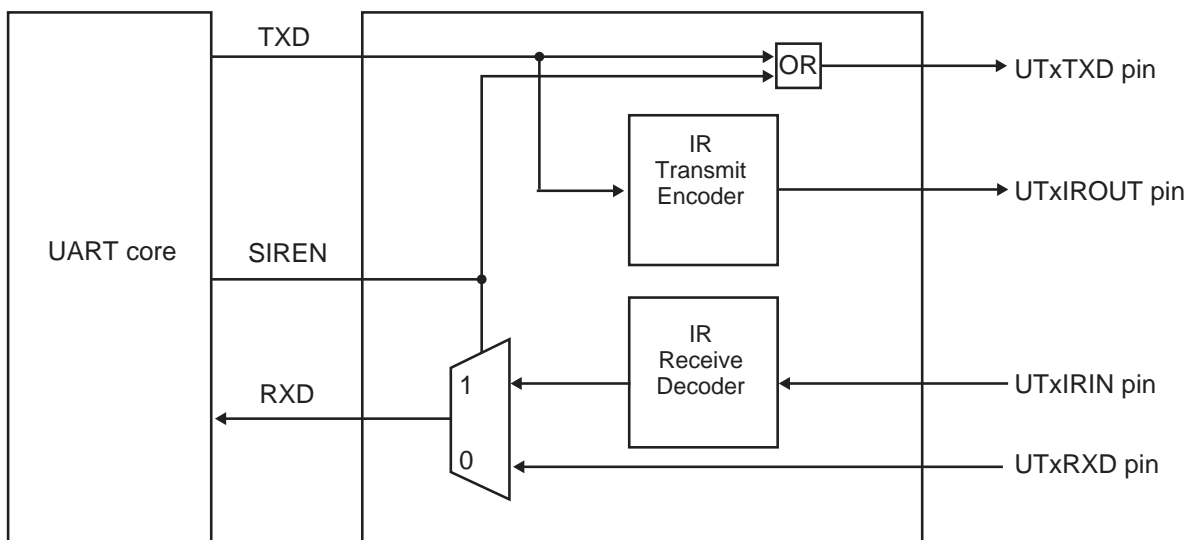 TXD
OR
UTxTXD pin
IR
Transmit
Encoder
UTxIROUT pin
UART core
SIREN
IR
Receive
Decoder
1
UTxIRIN pin
RXD
0
UTxRXD pin